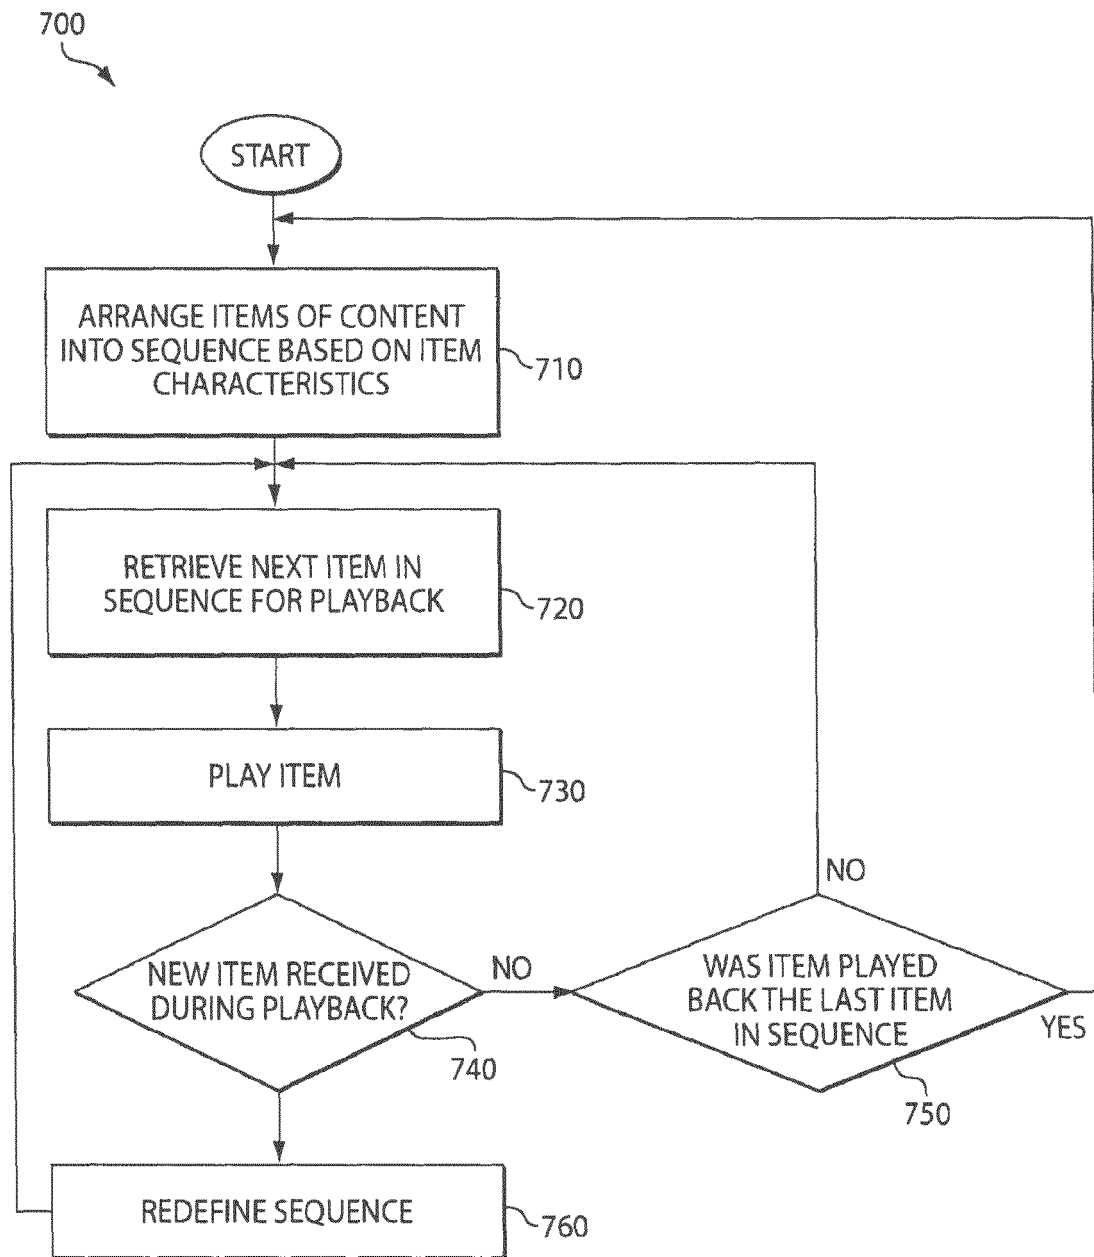 700
START
ARRANGE ITEMS OF CONTENT
INTO SEQUENCE BASED ON ITEM
CHARACTERISTICS
710
RETRIEVE NEXT ITEM IN
SEQUENCE FOR PLAYBACK
720
PLAY ITEM
730
NEW ITEM RECEIVED
DURING PLAYBACK?
740
NO
WAS ITEM PLAYED
BACK THE LAST ITEM
IN SEQUENCE
750
NO
YES
REDEFINE SEQUENCE
760